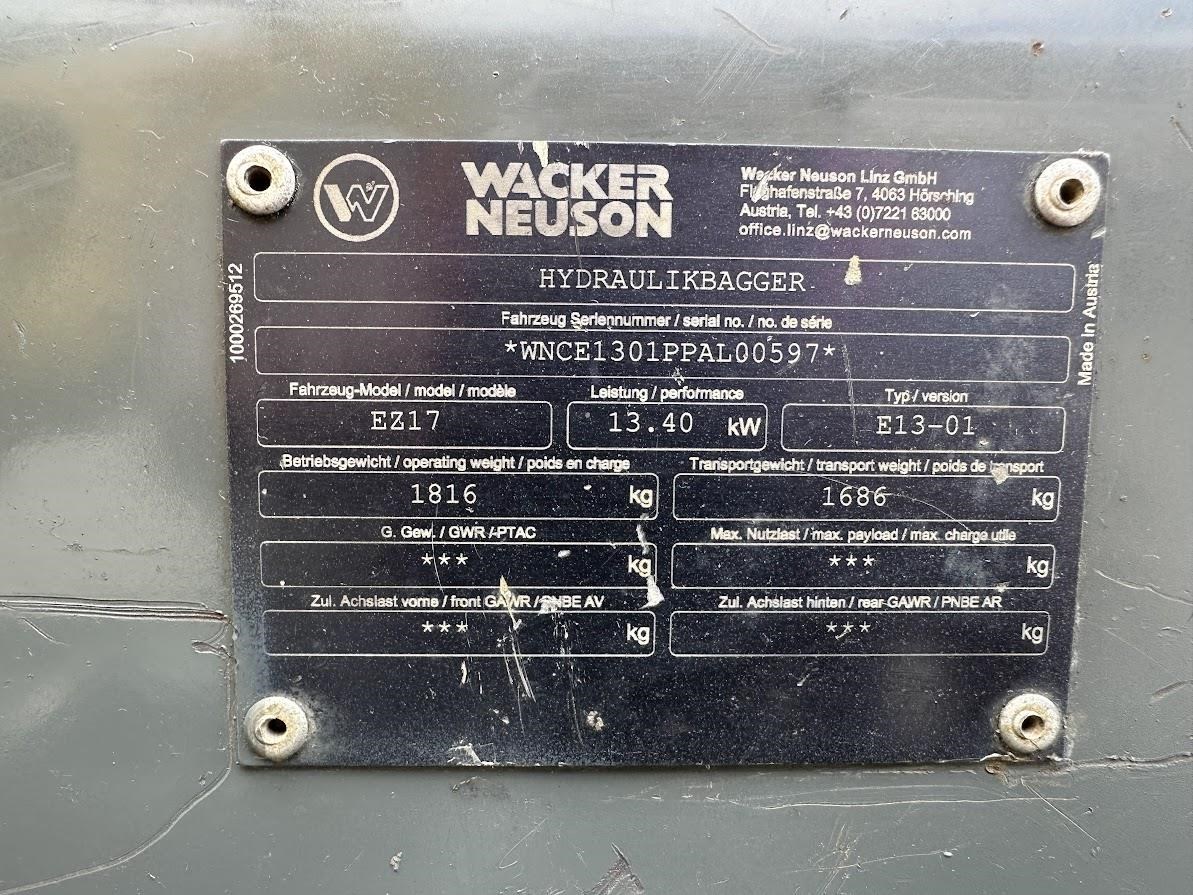 W
WACKER
NEUSON
Wacker Neuson Linz GmbH
Flughafenstraße 7, 4063 Hörsching
Austria, Tel. +43 (0)7221 63000
office.linz@wackerneuson.com
1000269512
Made in Austria
HYDRAULIKBAGGER
Fahrzeug Seriennummer / serial no. / no. de série
*WNCE1301PPAL00597*
Fahrzeug-Model / model / modèle
EZ17
Leistung / performance
13.40 kW
Typ / version
E13-01
Betriebsgewicht / operating weight / poids en charge
1816 kg
Transportgewicht / transport weight / poids de transport
1686 kg
G. Gew. / GWR / PTAC
*** kg
Max. Nutzlast / max. payload / max. charge utile
*** kg
Zul. Achslast vorne / front GAWR / PNBE AV
*** kg
Zul. Achslast hinten / rear GAWR / PNBE AR
*** kg